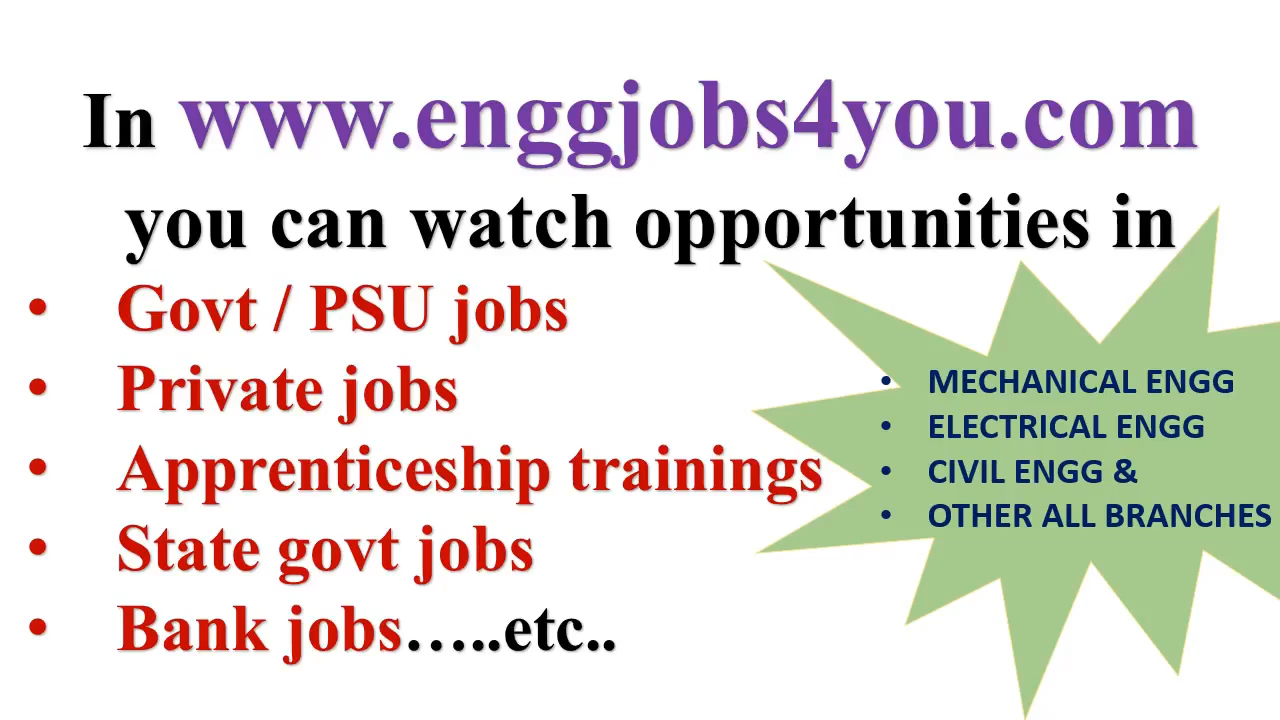 In www.enggjobs4you.com
you can watch opportunities in
• Govt / PSU jobs
• Private jobs
• Apprenticeship trainings
• State govt jobs
• Bank jobs…..etc..
• MECHANICAL ENGG
• ELECTRICAL ENGG
• CIVIL ENGG &
• OTHER ALL BRANCHES